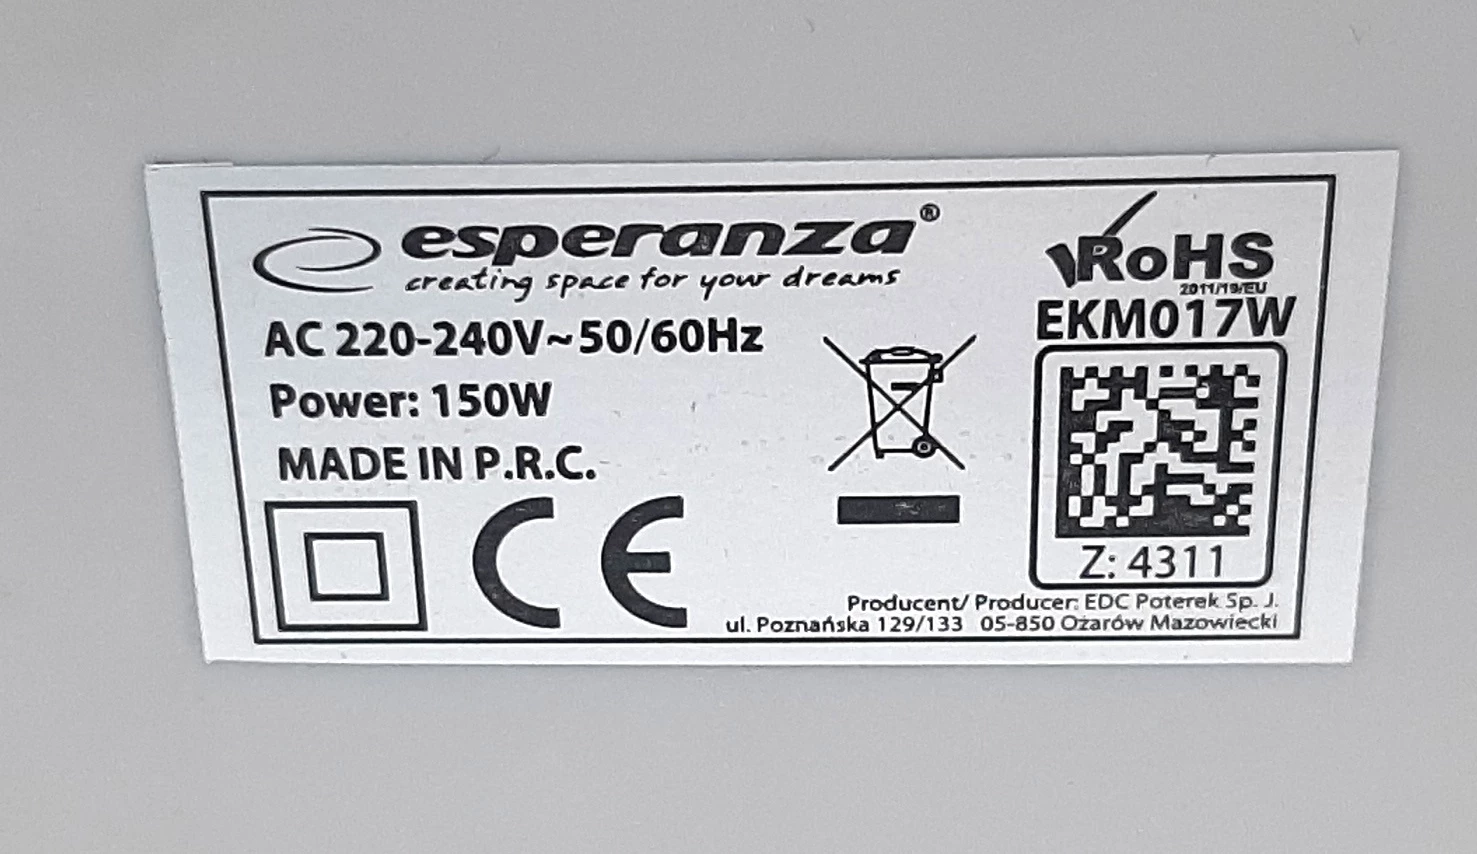 esperanza®
creating space for your dreams
AC 220-240V~50/60Hz
Power: 150W
MADE IN P.R.C.
CE
RoHS
2011/19/EU
EKM017W
Z: 4311
Producent/ Producer: EDC Poterek Sp. J.
ul. Poznańska 129/133 05-850 Ożarów Mazowiecki